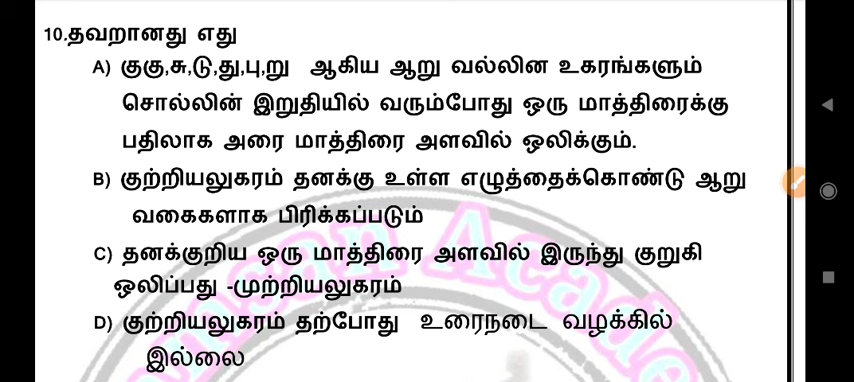 10.தவறானது எது
A) குகு,சு,டு,து,பு,று ஆகிய ஆறு வல்லின உகரங்களும்
சொல்லின் இறுதியில் வரும்போது ஒரு மாத்திரைக்கு
பதிலாக அரை மாத்திரை அளவில் ஒலிக்கும்.
B) குற்றியலுகரம் தனக்கு உள்ள எழுத்தைக்கொண்டு ஆறு
வகைகளாக பிரிக்கப்படும்
C) தனக்குறிய ஒரு மாத்திரை அளவில் இருந்து குறுகி
ஒலிப்பது -முற்றியலுகரம்
D) குற்றியலுகரம் தற்போது உரைநடை வழக்கில்
இல்லை